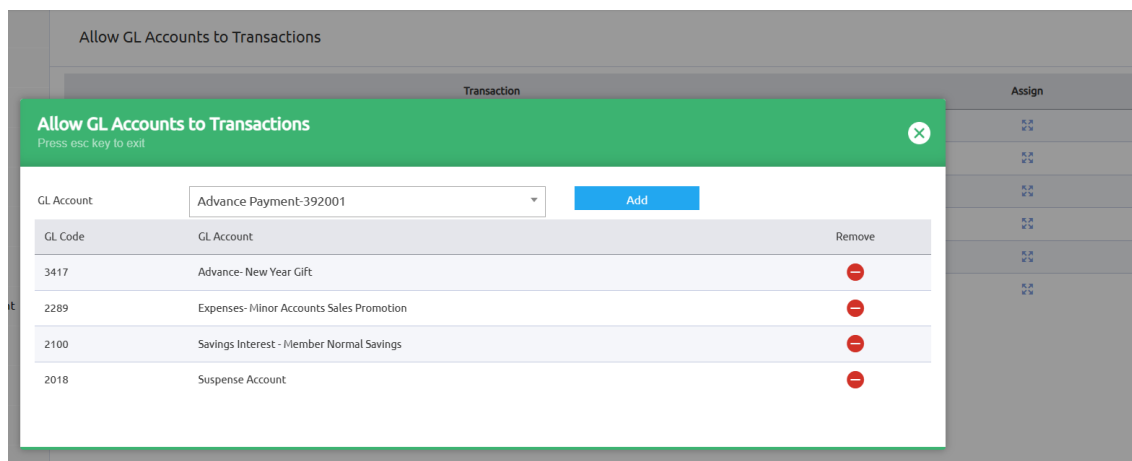 Allow GL Accounts to Transactions
Transaction Assign
Allow GL Accounts to Transactions
Press esc key to exit
GL Account Advance Payment-392001 Add
GL Code GL Account Remove
3417 Advance- New Year Gift
2289 Expenses- Minor Accounts Sales Promotion
2100 Savings Interest - Member Normal Savings
2018 Suspense Account